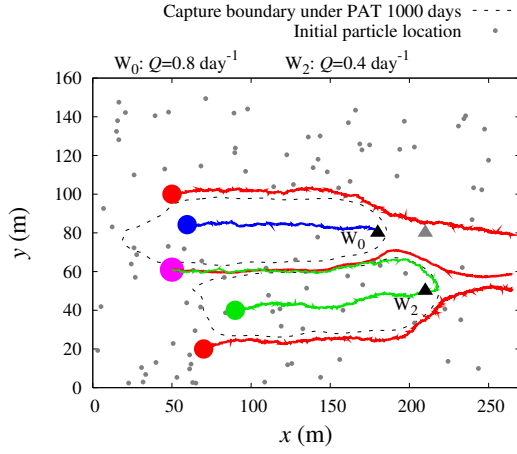 Capture boundary under PAT 1000 days
Initial particle location
W0: Q=0.8 day-1 W2: Q=0.4 day-1
160
140
120
100
80
60
40
20
0
y (m)
W0
W2
0 50 100 150 200 250
x (m)